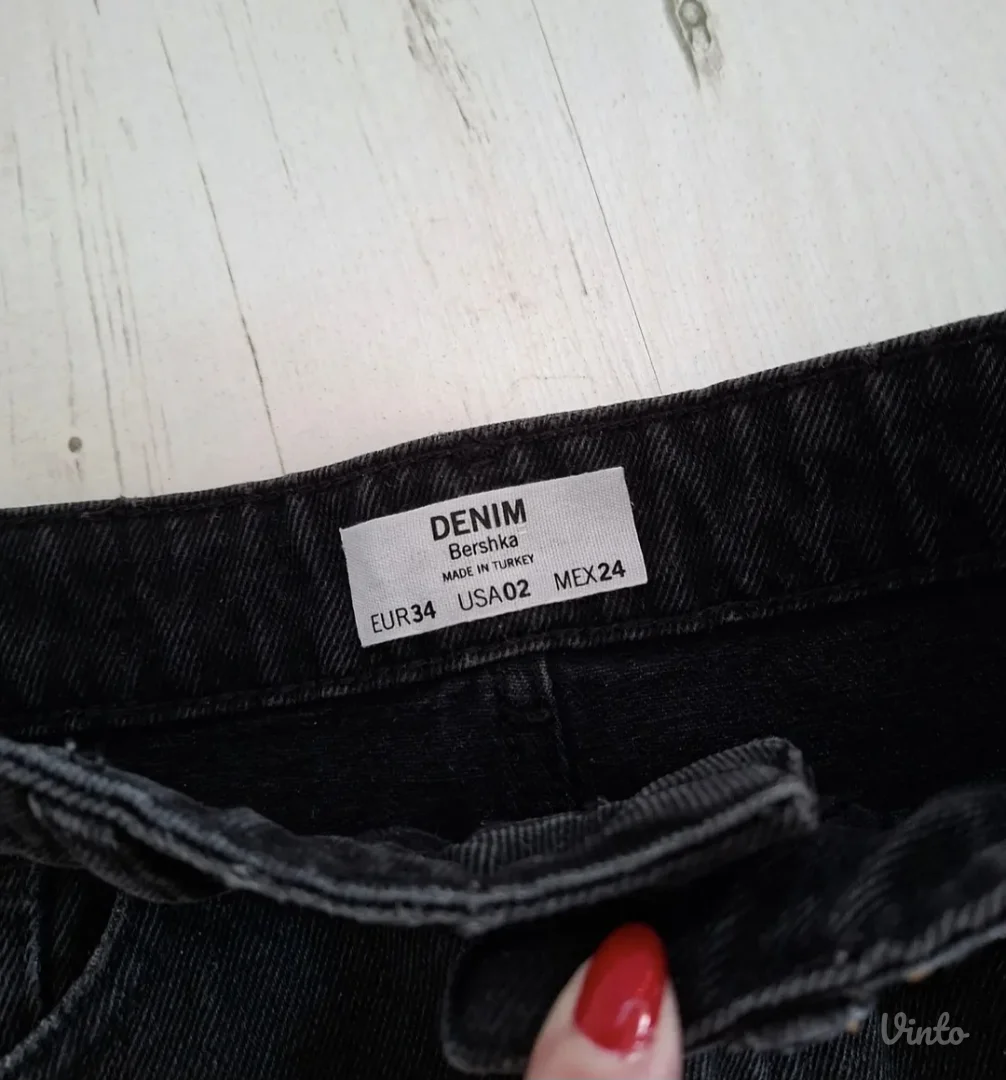 DENIM
Bershka
MADE IN TURKEY
EUR34 USA02 MEX24
Vinto